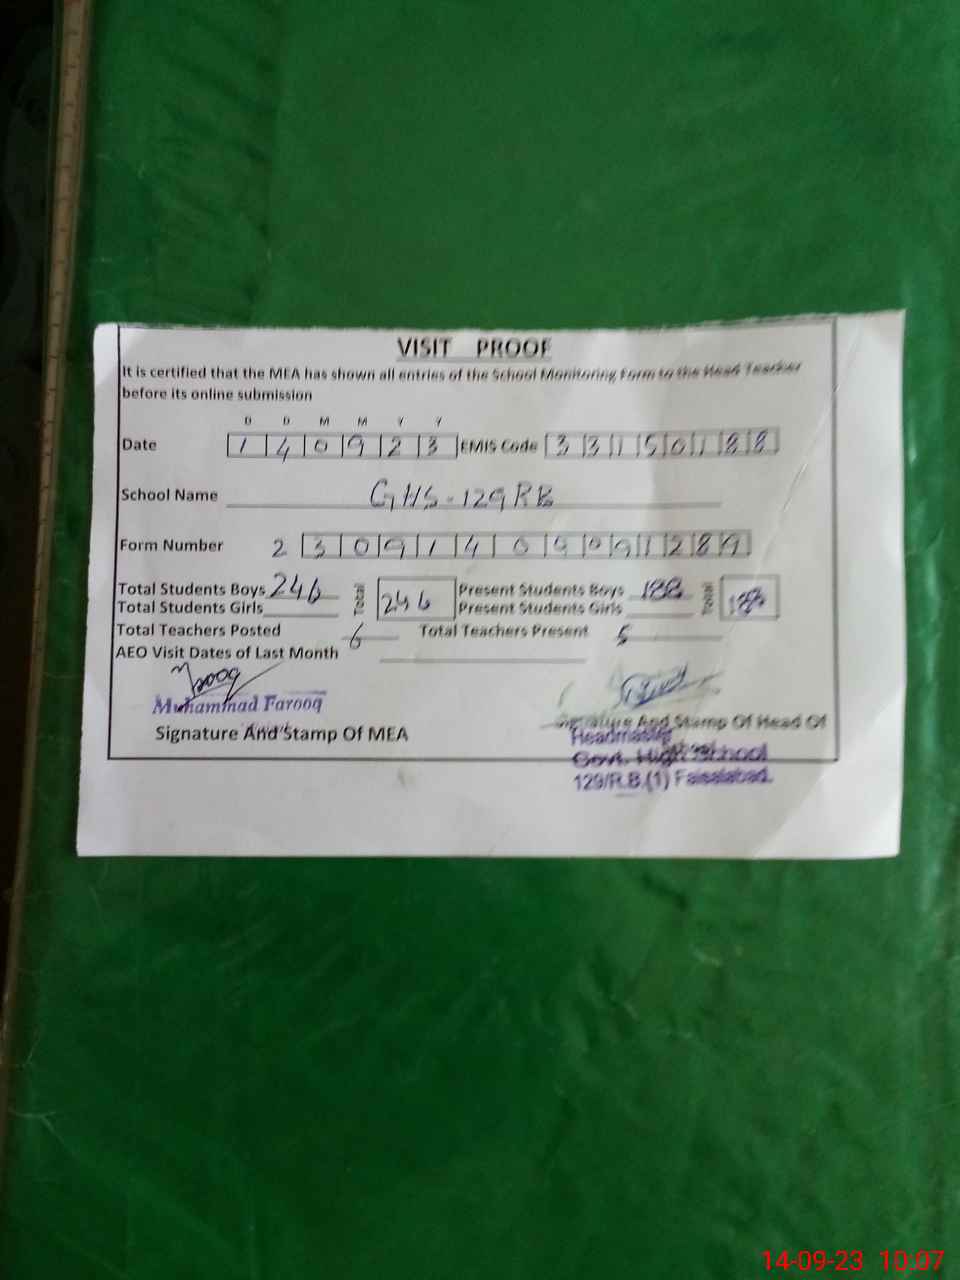 VISIT PROOF
It is certified that the MEA has shown all entries of the School Monitoring Form to the Head Teacher
before its online submission
D D M M Y Y
Date 1 4 0 9 2 3 EMIS Code 3 3 1 5 0 1 8 8
School Name GHS-129RB
Form Number 2 3 0 9 1 4 0 9 0 9 1 2 8 9
Total Students Boys 246 Total 246 Present Students Boys 188 Total 188
Total Students Girls Present Students Girls
Total Teachers Posted 6 Total Teachers Present 5
AEO Visit Dates of Last Month
Farooq
Muhammad Farooq
Signature And Stamp Of MEA
Signature And Stamp Of Head Of
School
Headmaster
Govt. High School
129/R.B.(1) Faisalabad.
14-09-23 10:07